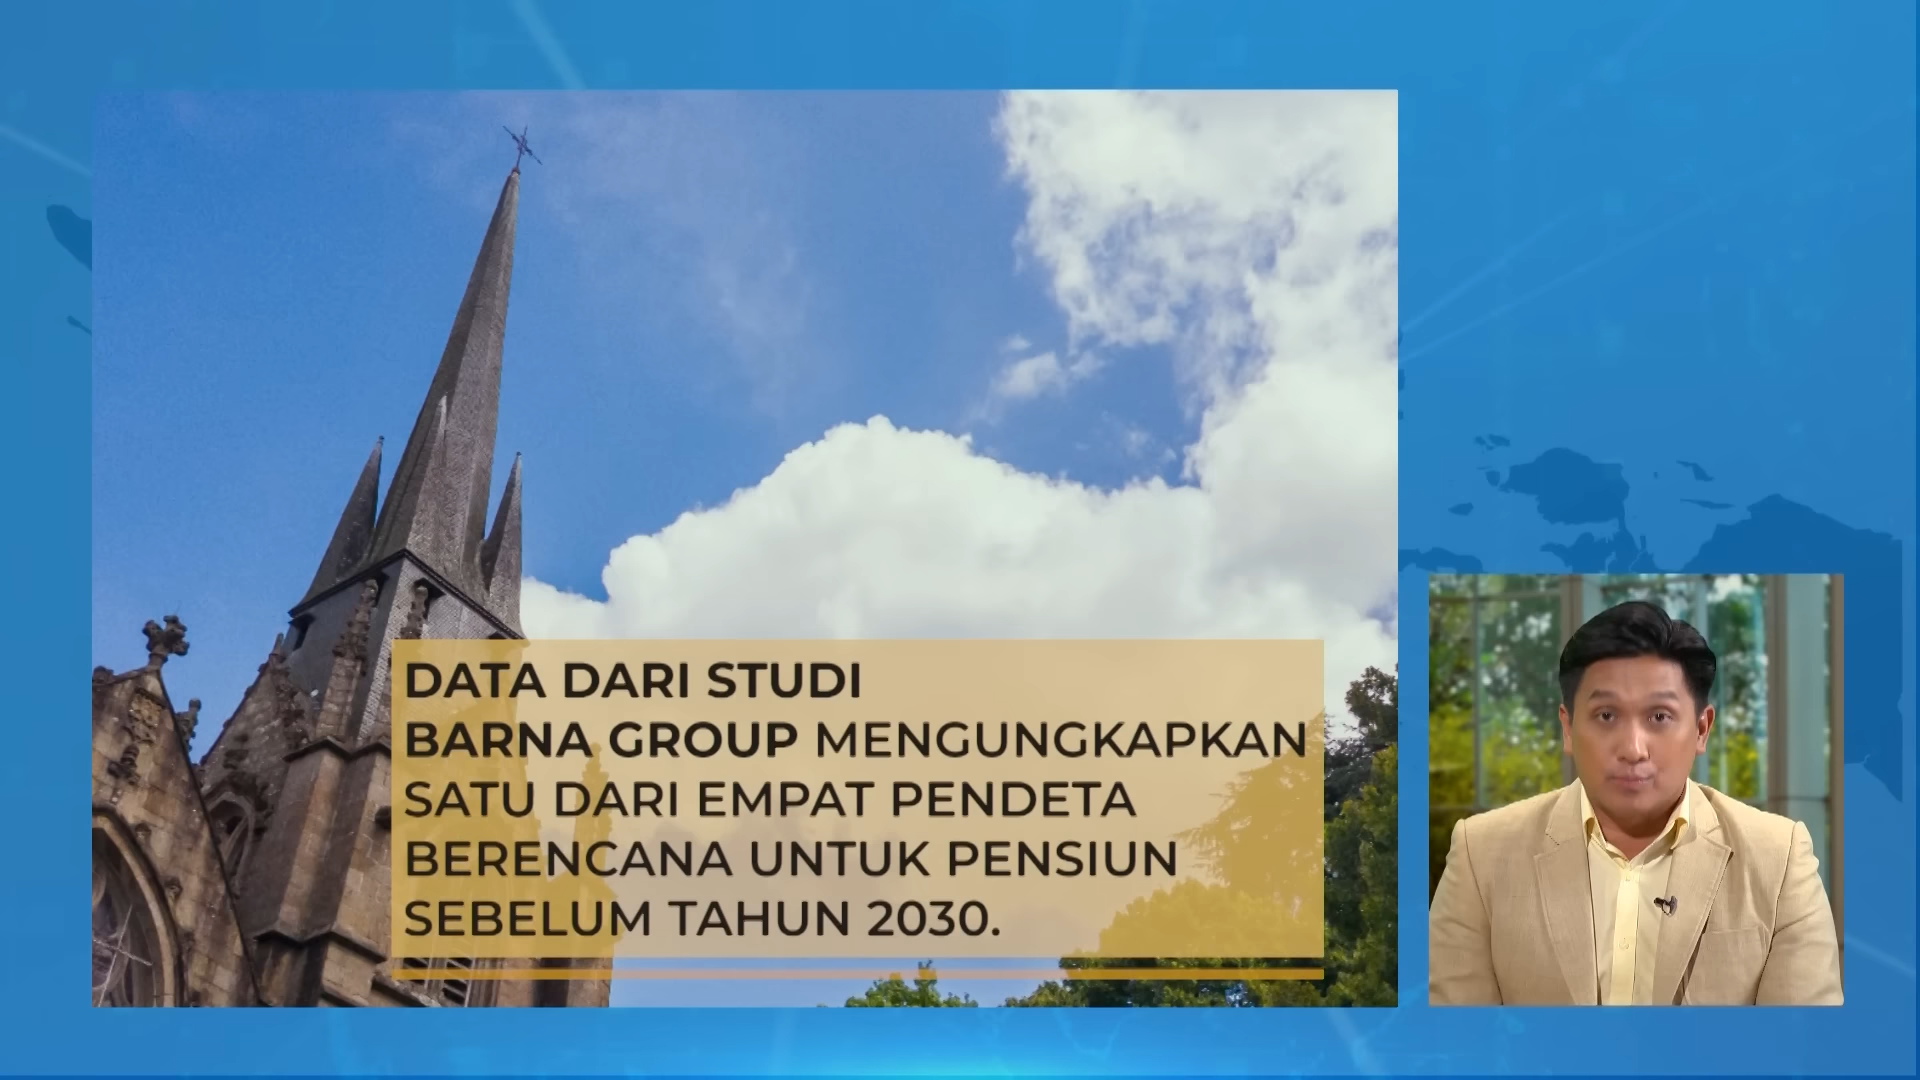 DATA DARI STUDI
BARNA GROUP MENGUNGKAPKAN
SATU DARI EMPAT PENDETA
BERENCANA UNTUK PENSIUN
SEBELUM TAHUN 2030.